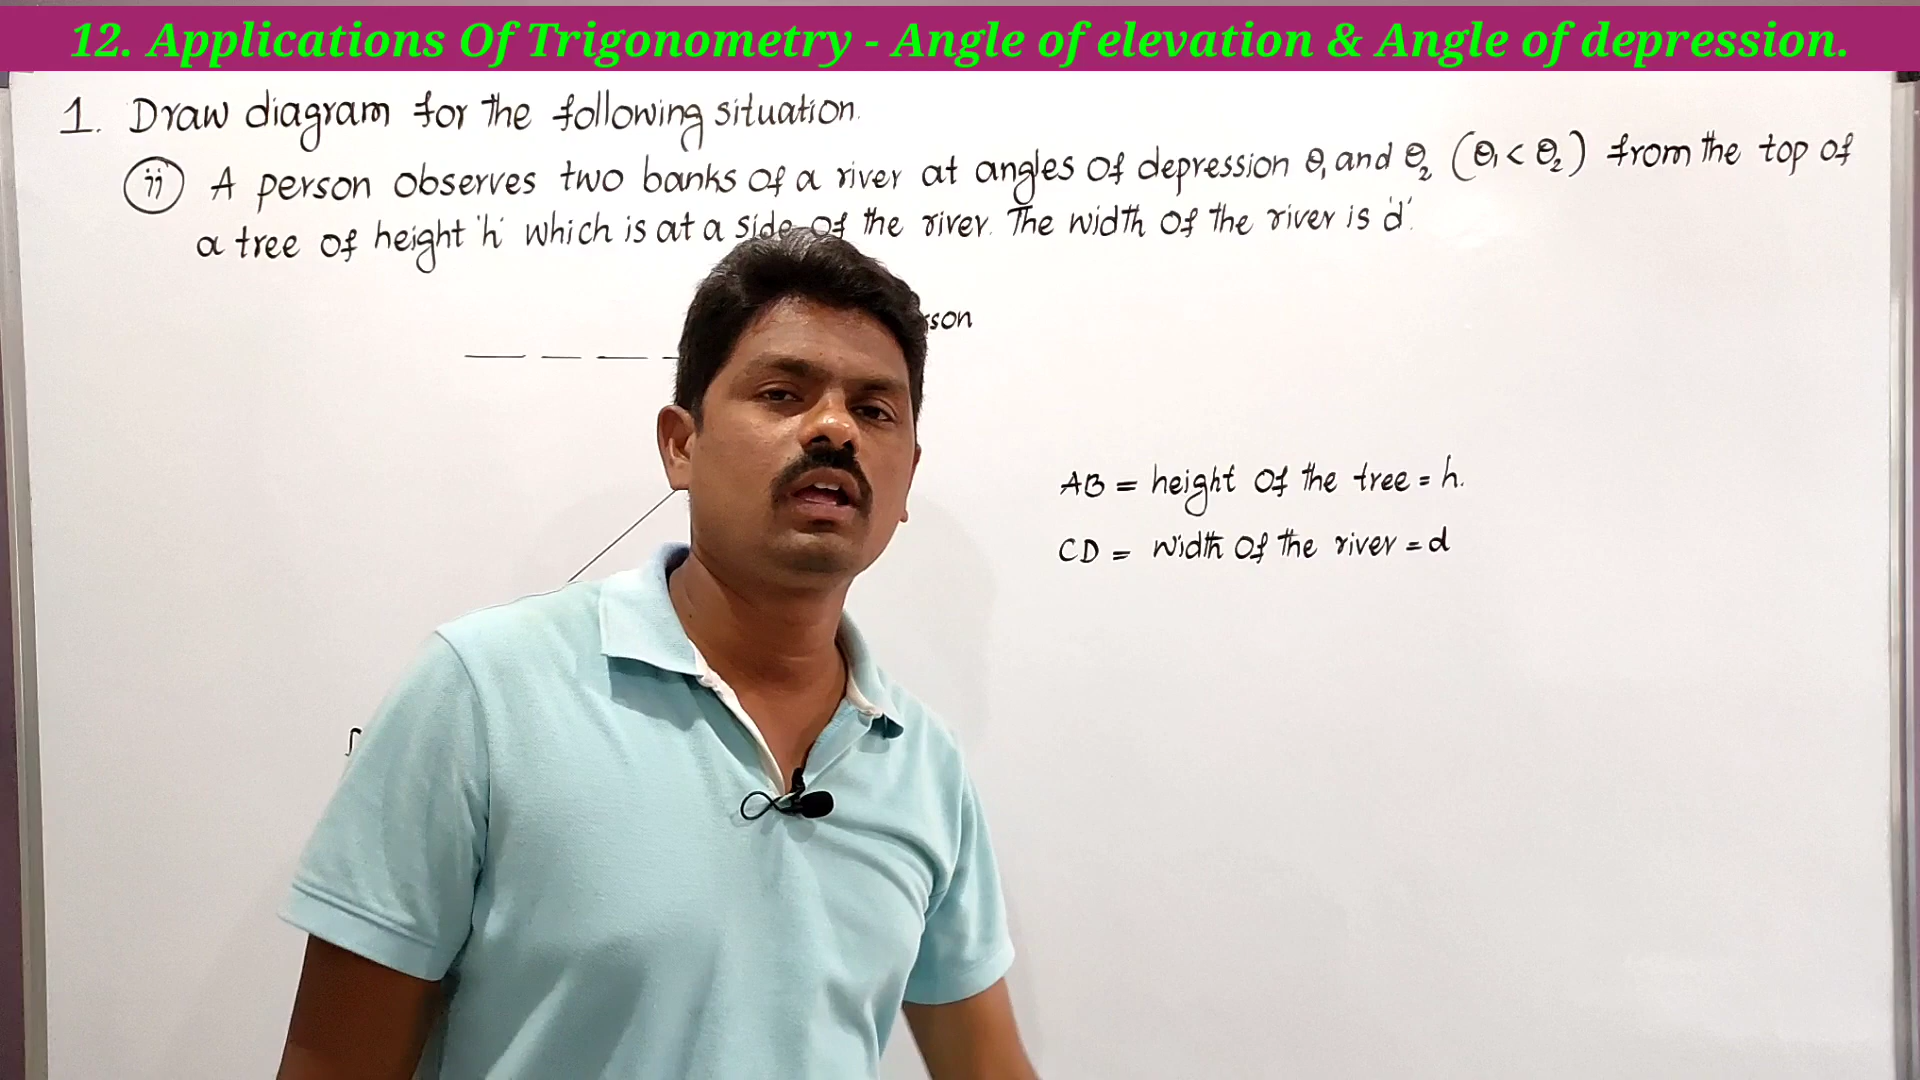 12. Applications Of Trigonometry - Angle of elevation & Angle of depression.
1. Draw diagram for the following situation.
(ii) A person observes two banks of a river at angles of depression θ₁ and θ₂ (θ₁ < θ₂) from the top of
a tree of height 'h' which is at a side of the river. The width of the river is 'd'.
AB = height of the tree = h.
CD = width of the river = d